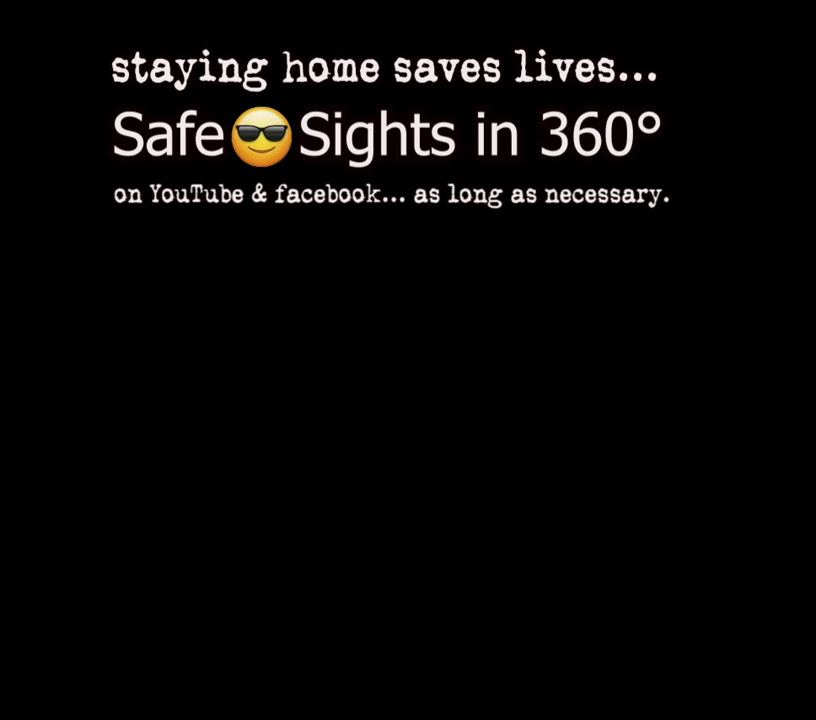 staying home saves lives...
Safe😎Sights in 360°
on YouTube & facebook... as long as necessary.